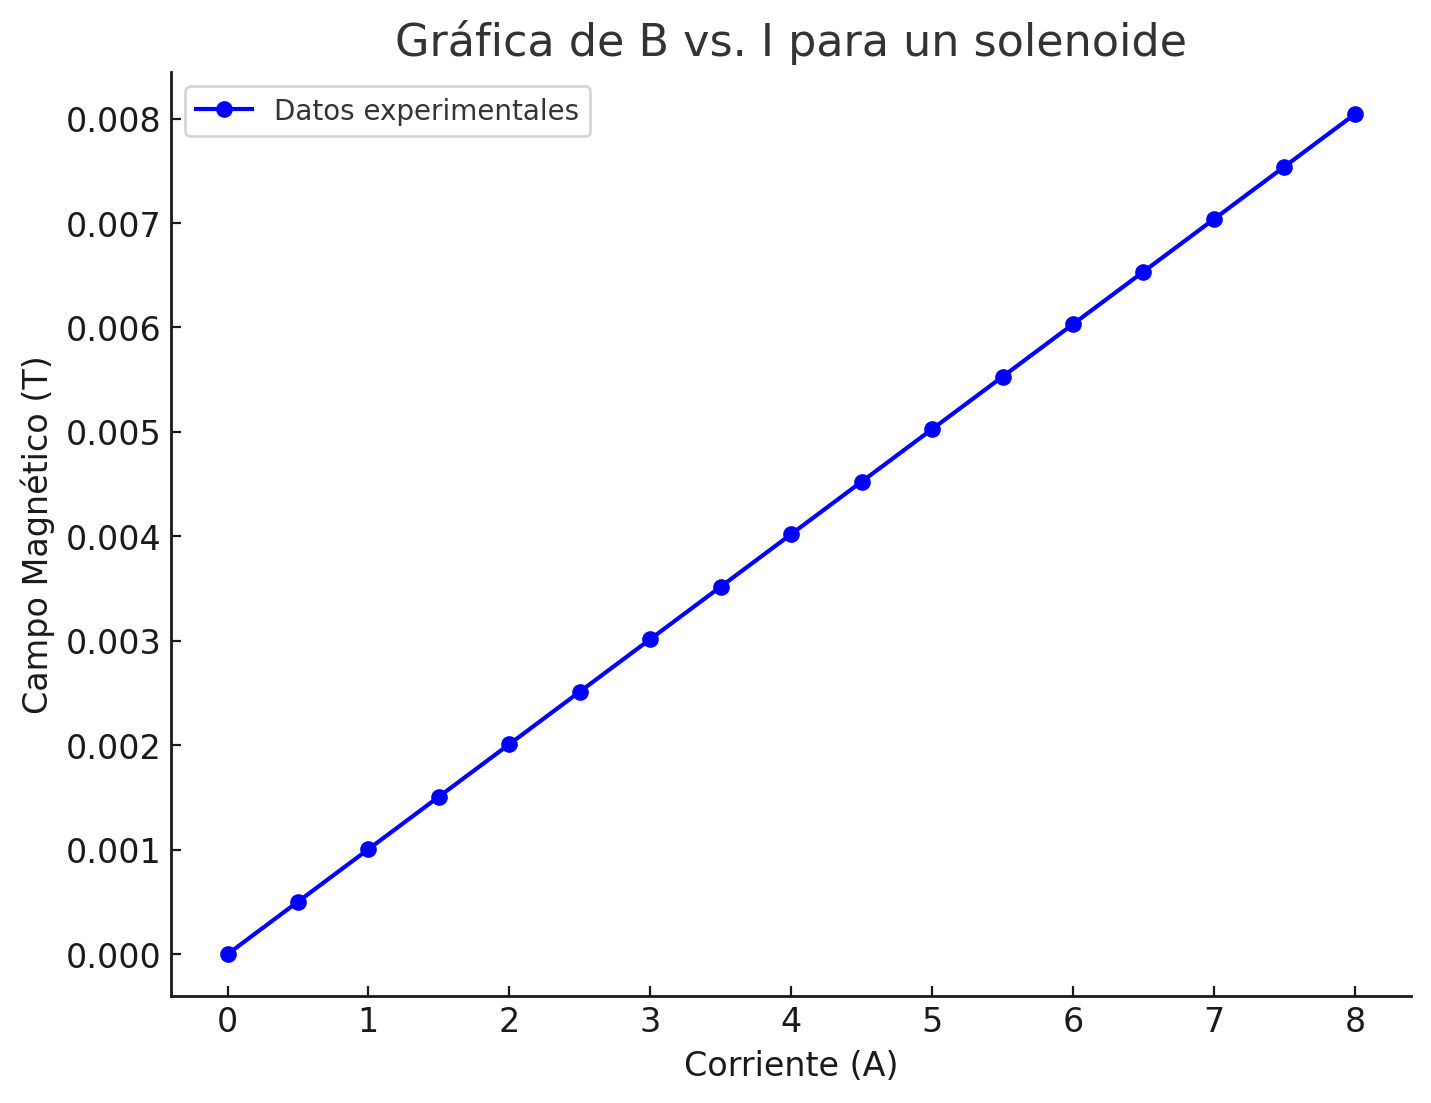 Gráfica de B vs. I para un solenoide
Datos experimentales
Campo Magnético (T)
0.008
0.007
0.006
0.005
0.004
0.003
0.002
0.001
0.000
0 1 2 3 4 5 6 7 8
Corriente (A)